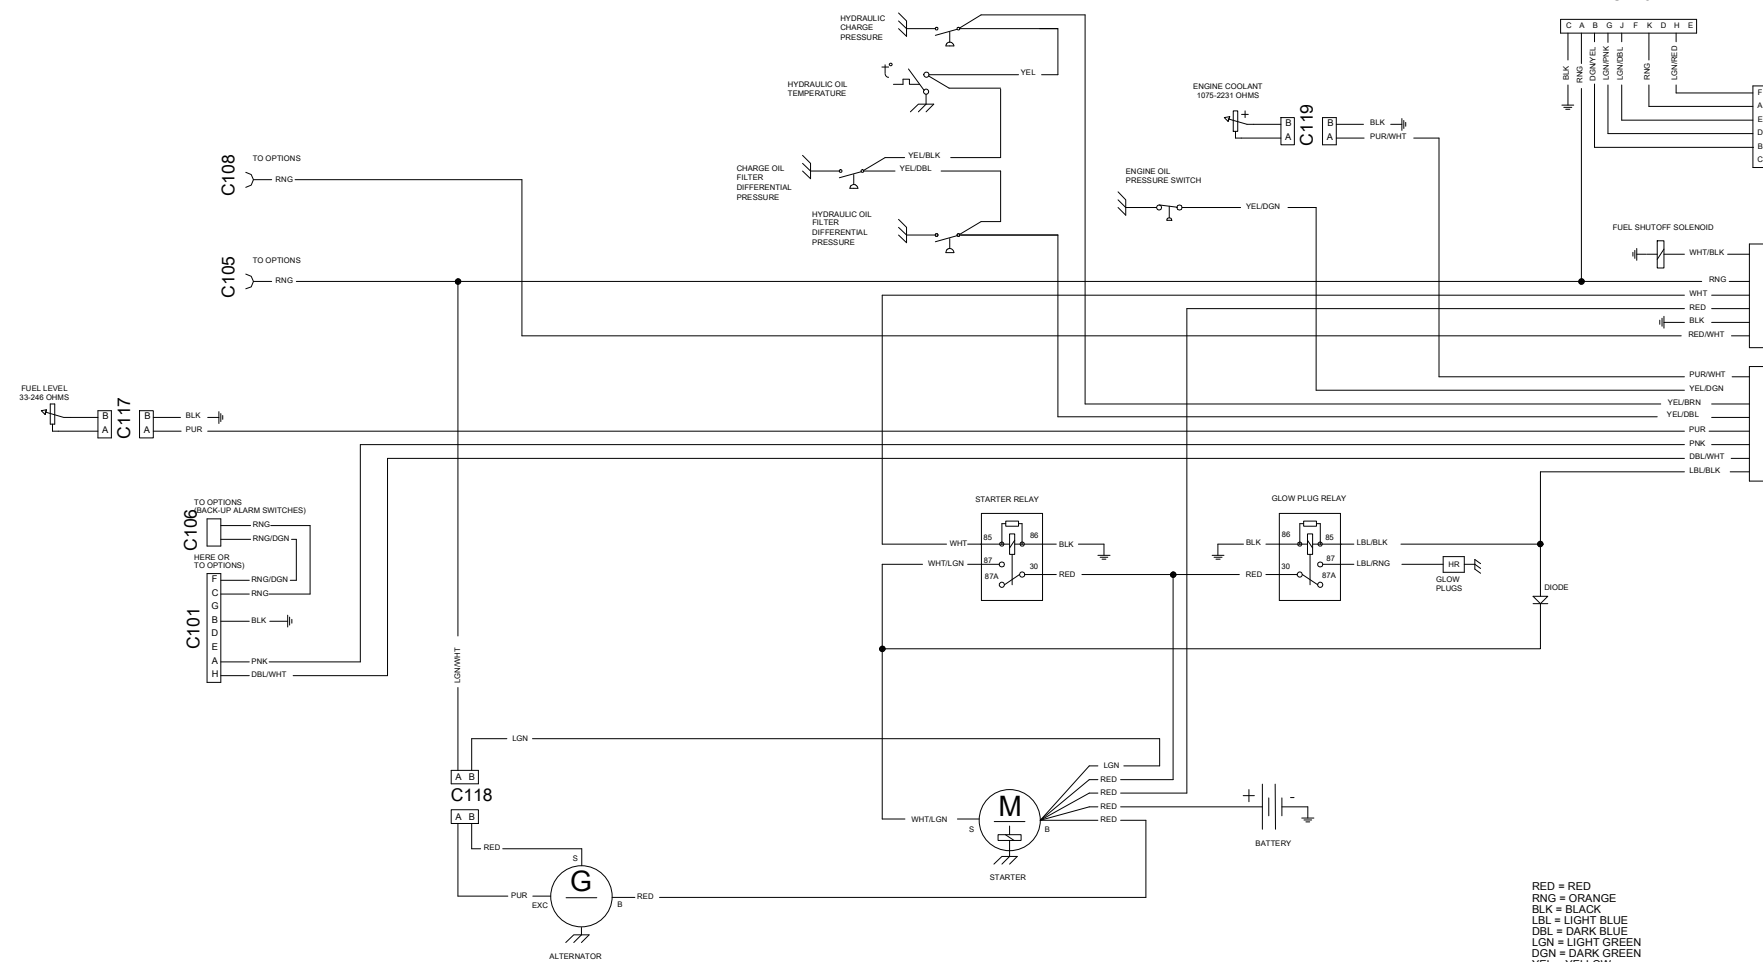 HYDRAULIC
CHARGE
PRESSURE
YEL
HYDRAULIC OIL
TEMPERATURE
t°
CHARGE OIL
FILTER
DIFFERENTIAL
PRESSURE
YEL/BLK
YEL/DBL
HYDRAULIC OIL
FILTER
DIFFERENTIAL
PRESSURE
ENGINE COOLANT
1075-2231 OHMS
+
B
A
C119
B
A
BLK
PUR/WHT
ENGINE OIL
PRESSURE SWITCH
YEL/DGN
C A B G J F K D H E
BLK
RNG
DGN/YEL
LGN/PNK
LGN/DBL
RNG
LGN/RED
F
A
E
D
B
C
C108
TO OPTIONS
RNG
C105
TO OPTIONS
RNG
FUEL SHUTOFF SOLENOID
WHT/BLK
RNG
WHT
RED
BLK
RED/WHT
PUR/WHT
YEL/DGN
YEL/BRN
YEL/DBL
PUR
PNK
DBL/WHT
LBL/BLK
FUEL LEVEL
33-246 OHMS
B
A
C117
B
A
BLK
PUR
TO OPTIONS
(BACK-UP ALARM SWITCHES)
C106
RNG
RNG/DGN
HERE OR
TO OPTIONS)
C101
F
C
G
B
D
E
A
H
RNG/DGN
RNG
BLK
PNK
DBL/WHT
LGN/WHT
STARTER RELAY
WHT
85
86
BLK
WHT/LGN
87
30
RED
87A
GLOW PLUG RELAY
BLK
86
85
LBL/BLK
87
LBL/RNG
RED
30
87A
HR
GLOW
PLUGS
DIODE
LGN
A B
C118
A B
RED
S
G
PUR
EXC
B
RED
ALTERNATOR
WHT/LGN
S
M
B
STARTER
LGN
RED
RED
RED
RED
+
-
BATTERY
RED = RED
RNG = ORANGE
BLK = BLACK
LBL = LIGHT BLUE
DBL = DARK BLUE
LGN = LIGHT GREEN
DGN = DARK GREEN